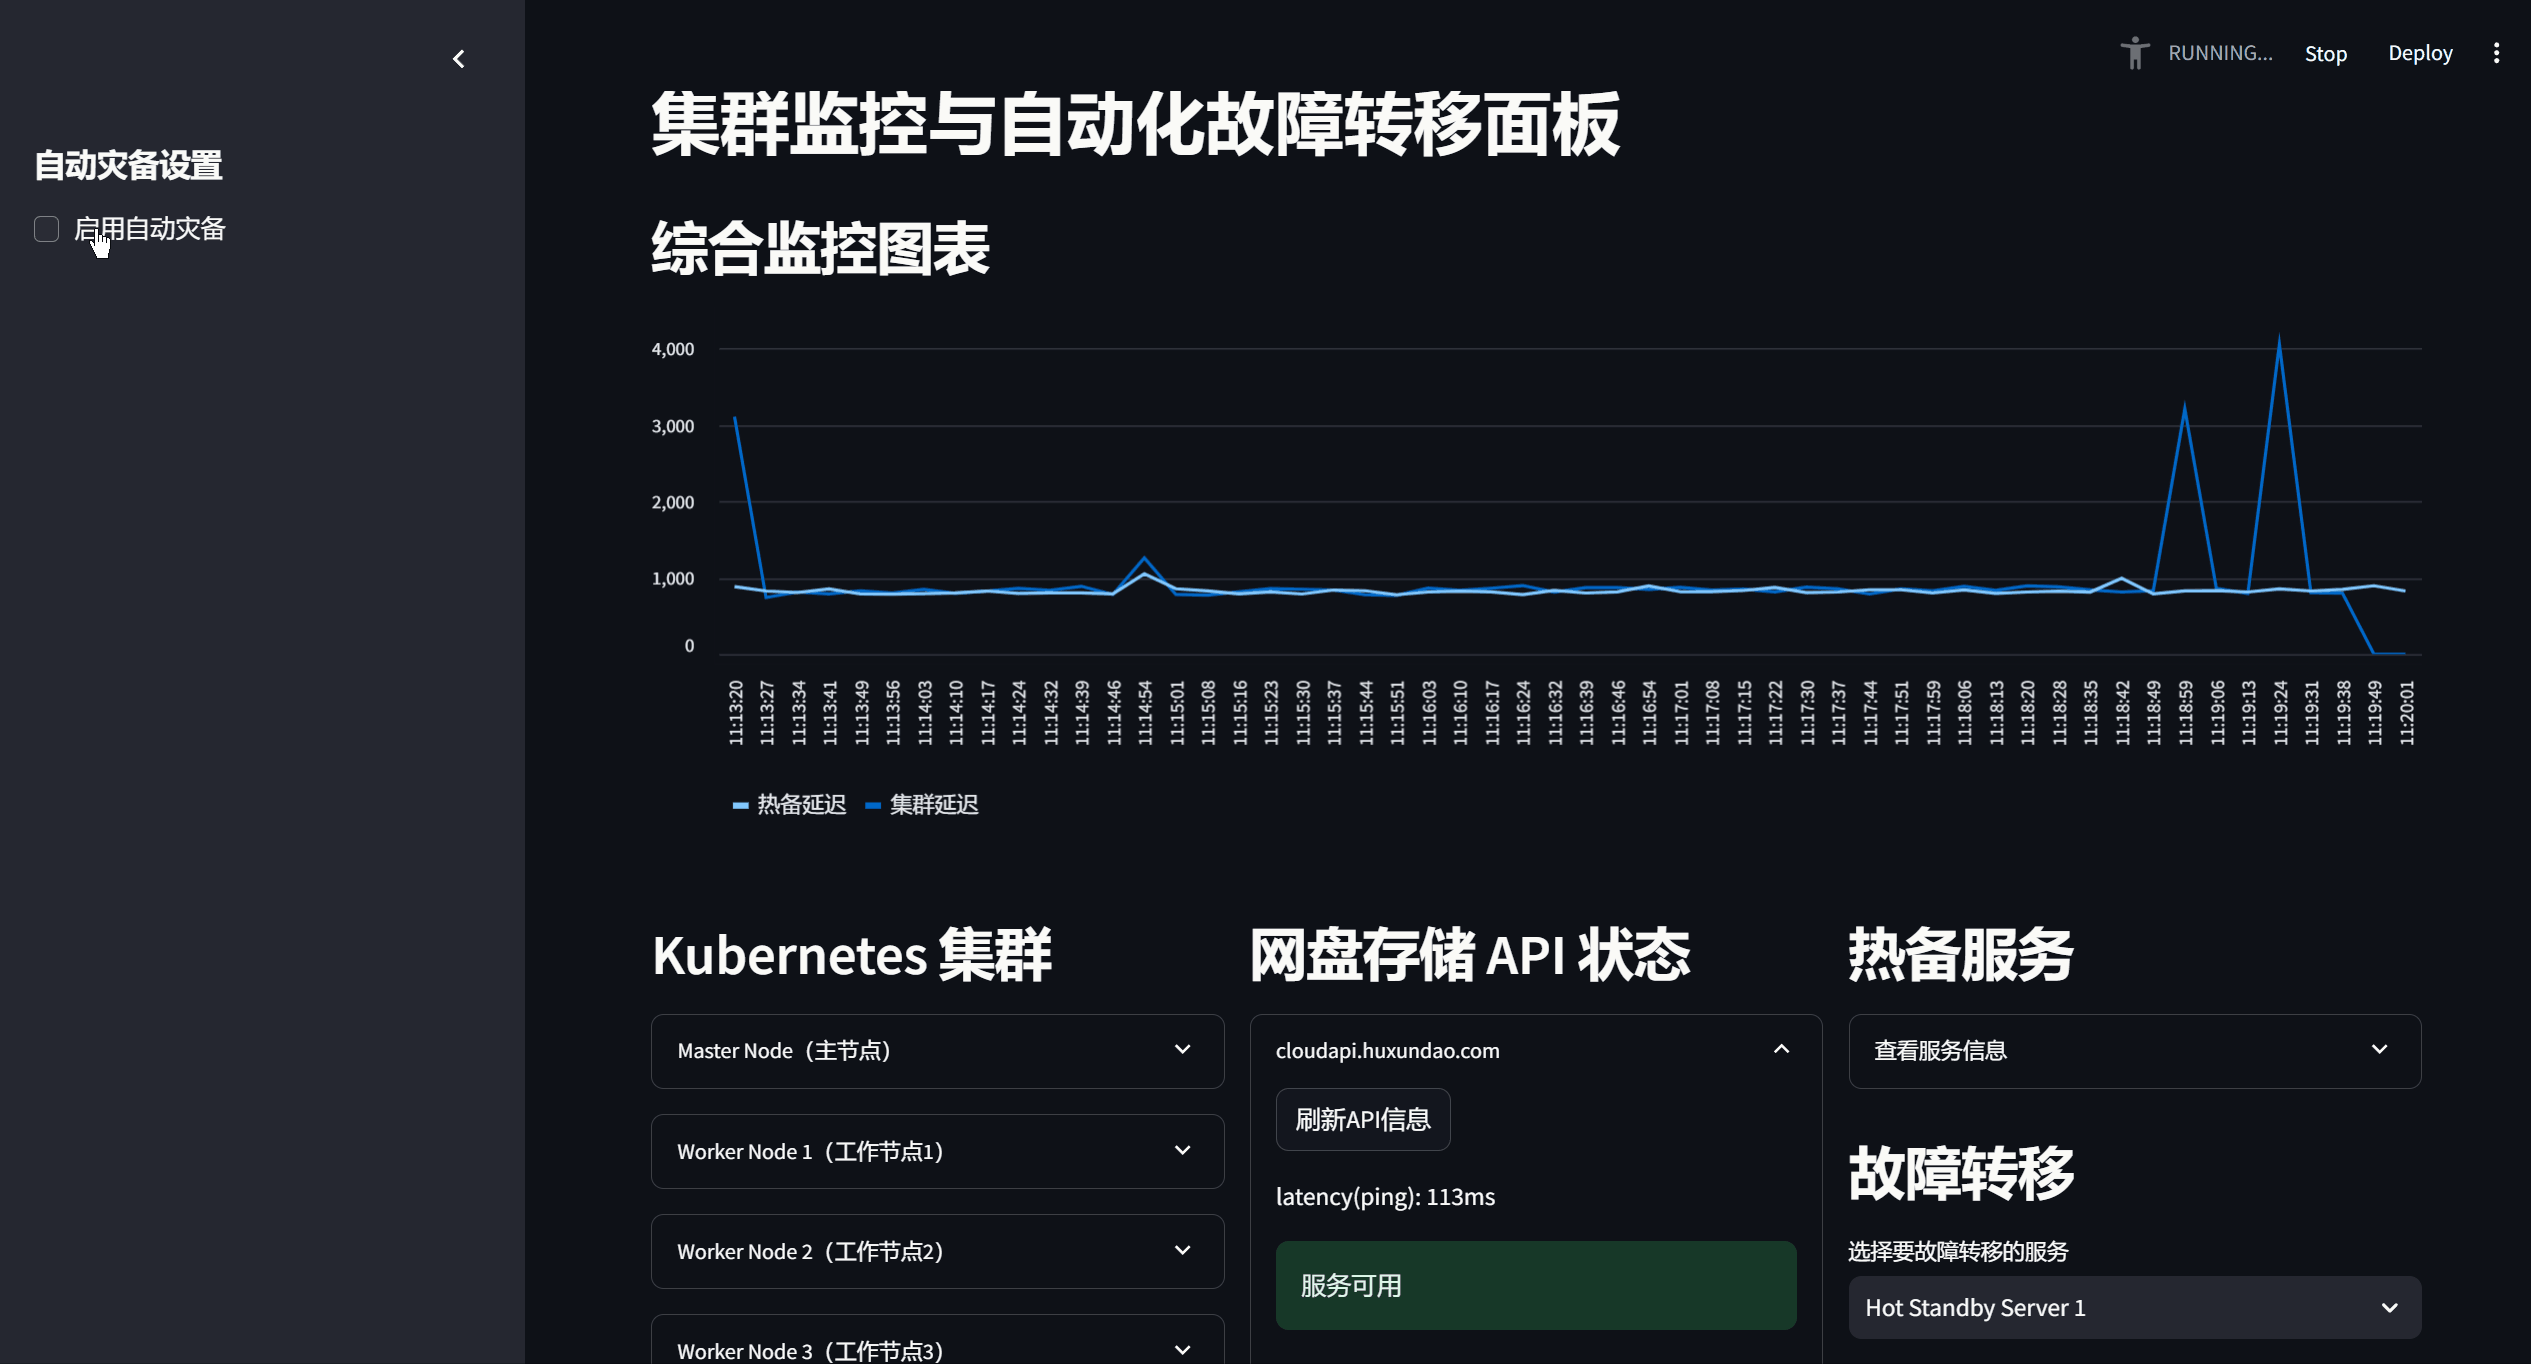 RUNNING...
Stop
Deploy
自动灾备设置
启用自动灾备
集群监控与自动化故障转移面板
综合监控图表
4,000
3,000
2,000
1,000
0
11:13:20
11:13:27
11:13:34
11:13:41
11:13:49
11:13:56
11:14:03
11:14:10
11:14:17
11:14:24
11:14:32
11:14:39
11:14:46
11:14:54
11:15:01
11:15:08
11:15:16
11:15:23
11:15:30
11:15:37
11:15:44
11:15:51
11:16:03
11:16:10
11:16:17
11:16:24
11:16:32
11:16:39
11:16:46
11:16:54
11:17:01
11:17:08
11:17:15
11:17:22
11:17:30
11:17:37
11:17:44
11:17:51
11:17:59
11:18:06
11:18:13
11:18:20
11:18:28
11:18:35
11:18:42
11:18:49
11:18:59
11:19:06
11:19:13
11:19:24
11:19:31
11:19:38
11:19:49
11:20:01
热备延迟
集群延迟
Kubernetes 集群
Master Node（主节点）
Worker Node 1（工作节点1）
Worker Node 2（工作节点2）
Worker Node 3（工作节点3）
网盘存储 API 状态
cloudapi.huxundao.com
刷新API信息
latency(ping): 113ms
服务可用
热备服务
查看服务信息
故障转移
选择要故障转移的服务
Hot Standby Server 1